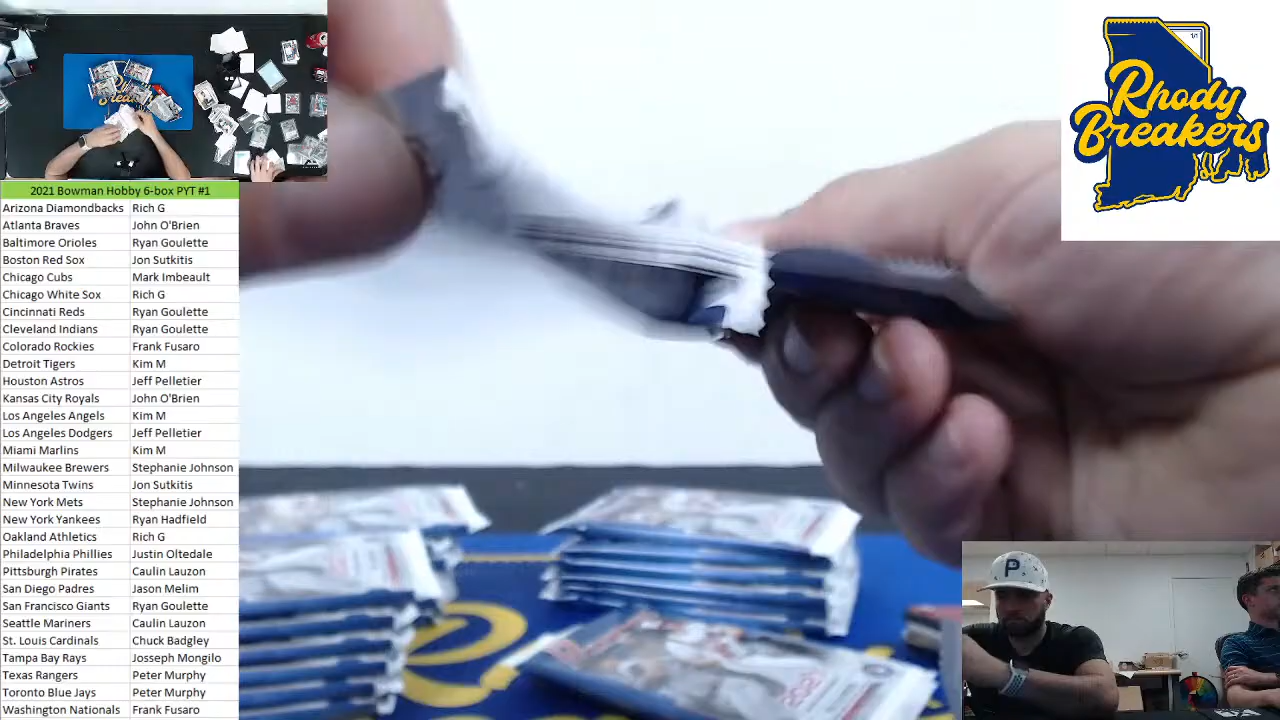 2021 Bowman Hobby 6-box PYT #1
Arizona Diamondbacks Rich G
Atlanta Braves John O'Brien
Baltimore Orioles Ryan Goulette
Boston Red Sox Jon Sutkitis
Chicago Cubs Mark Imbeault
Chicago White Sox Rich G
Cincinnati Reds Ryan Goulette
Cleveland Indians Ryan Goulette
Colorado Rockies Frank Fusaro
Detroit Tigers Kim M
Houston Astros Jeff Pelletier
Kansas City Royals John O'Brien
Los Angeles Angels Kim M
Los Angeles Dodgers Jeff Pelletier
Miami Marlins Kim M
Milwaukee Brewers Stephanie Johnson
Minnesota Twins Jon Sutkitis
New York Mets Stephanie Johnson
New York Yankees Ryan Hadfield
Oakland Athletics Rich G
Philadelphia Phillies Justin Oltedale
Pittsburgh Pirates Caulin Lauzon
San Diego Padres Jason Melim
San Francisco Giants Ryan Goulette
Seattle Mariners Caulin Lauzon
St. Louis Cardinals Chuck Badgley
Tampa Bay Rays Josseph Mongilo
Texas Rangers Peter Murphy
Toronto Blue Jays Peter Murphy
Washington Nationals Frank Fusaro
1/1
Rhody
Breakers
2021
P